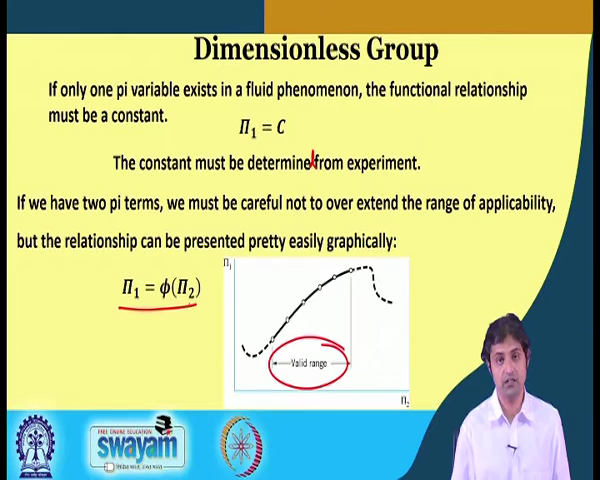 Dimensionless Group
If only one pi variable exists in a fluid phenomenon, the functional relationship
must be a constant.
Π₁ = C
The constant must be determine from experiment.
If we have two pi terms, we must be careful not to over extend the range of applicability,
but the relationship can be presented pretty easily graphically:
Π₁ = ϕ(Π₂)
Π₁
Valid range
Π₂
FREE ONLINE EDUCATION
swayam